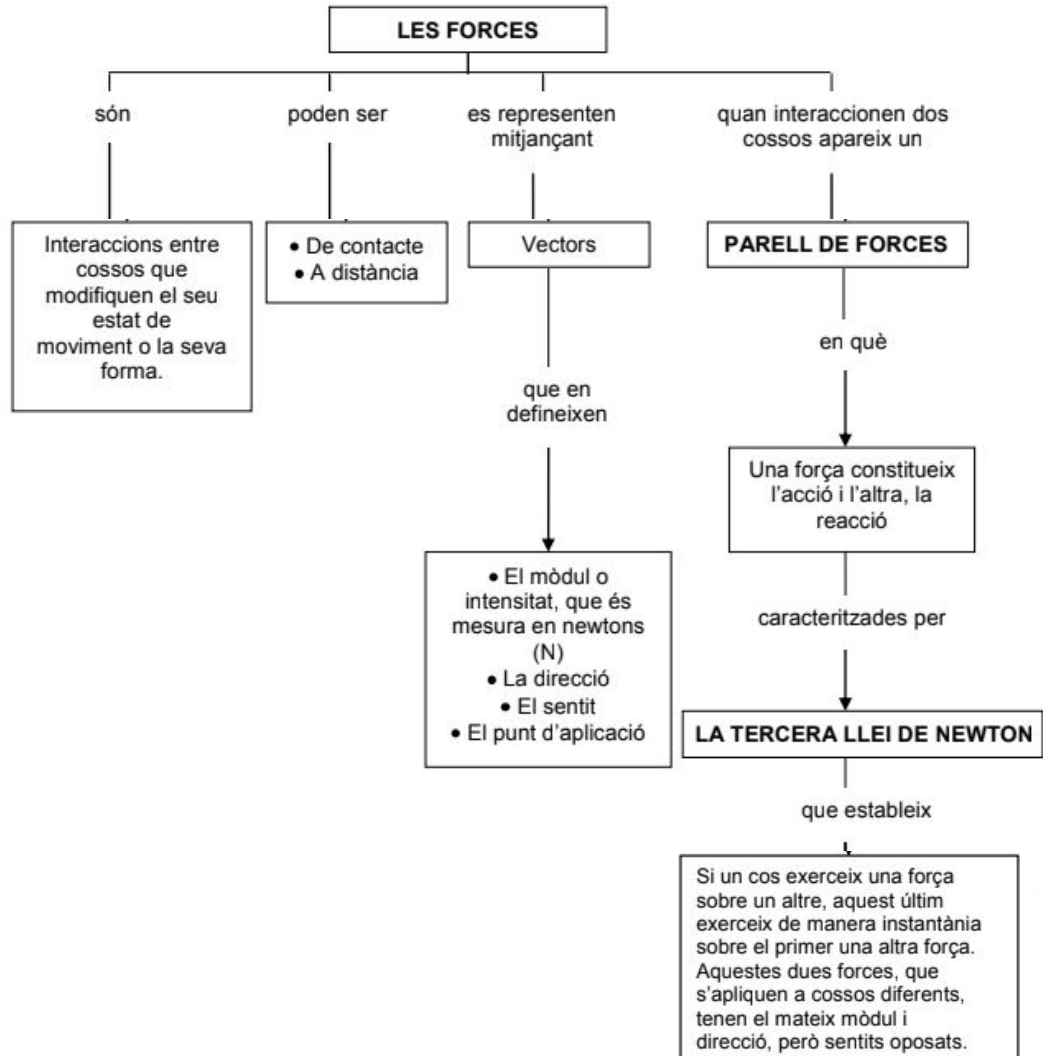 LES FORCES
són
poden ser
es representen
mitjançant
quan interaccionen dos
cossos apareix un
Interaccions entre
cossos que
modifiquen el seu
estat de
moviment o la seva
forma.
• De contacte
• A distància
Vectors
PARELL DE FORCES
que en
defineixen
en què
Una força constitueix
l'acció i l'altra, la
reacció
• El mòdul o
intensitat, que és
mesura en newtons
(N)
• La direcció
• El sentit
• El punt d'aplicació
caracteritzades per
LA TERCERA LLEI DE NEWTON
que estableix
Si un cos exerceix una força
sobre un altre, aquest últim
exerceix de manera instantània
sobre el primer una altra força.
Aquestes dues forces, que
s'apliquen a cossos diferents,
tenen el mateix mòdul i
direcció, però sentits oposats.